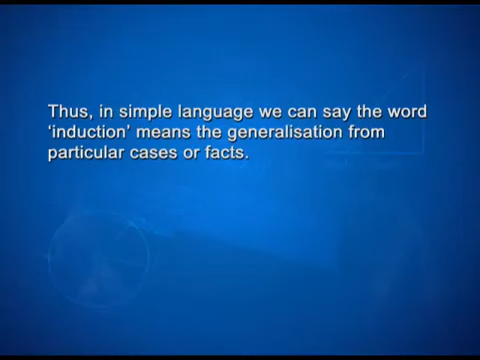 Thus, in simple language we can say the word
‘induction’ means the generalisation from
particular cases or facts.